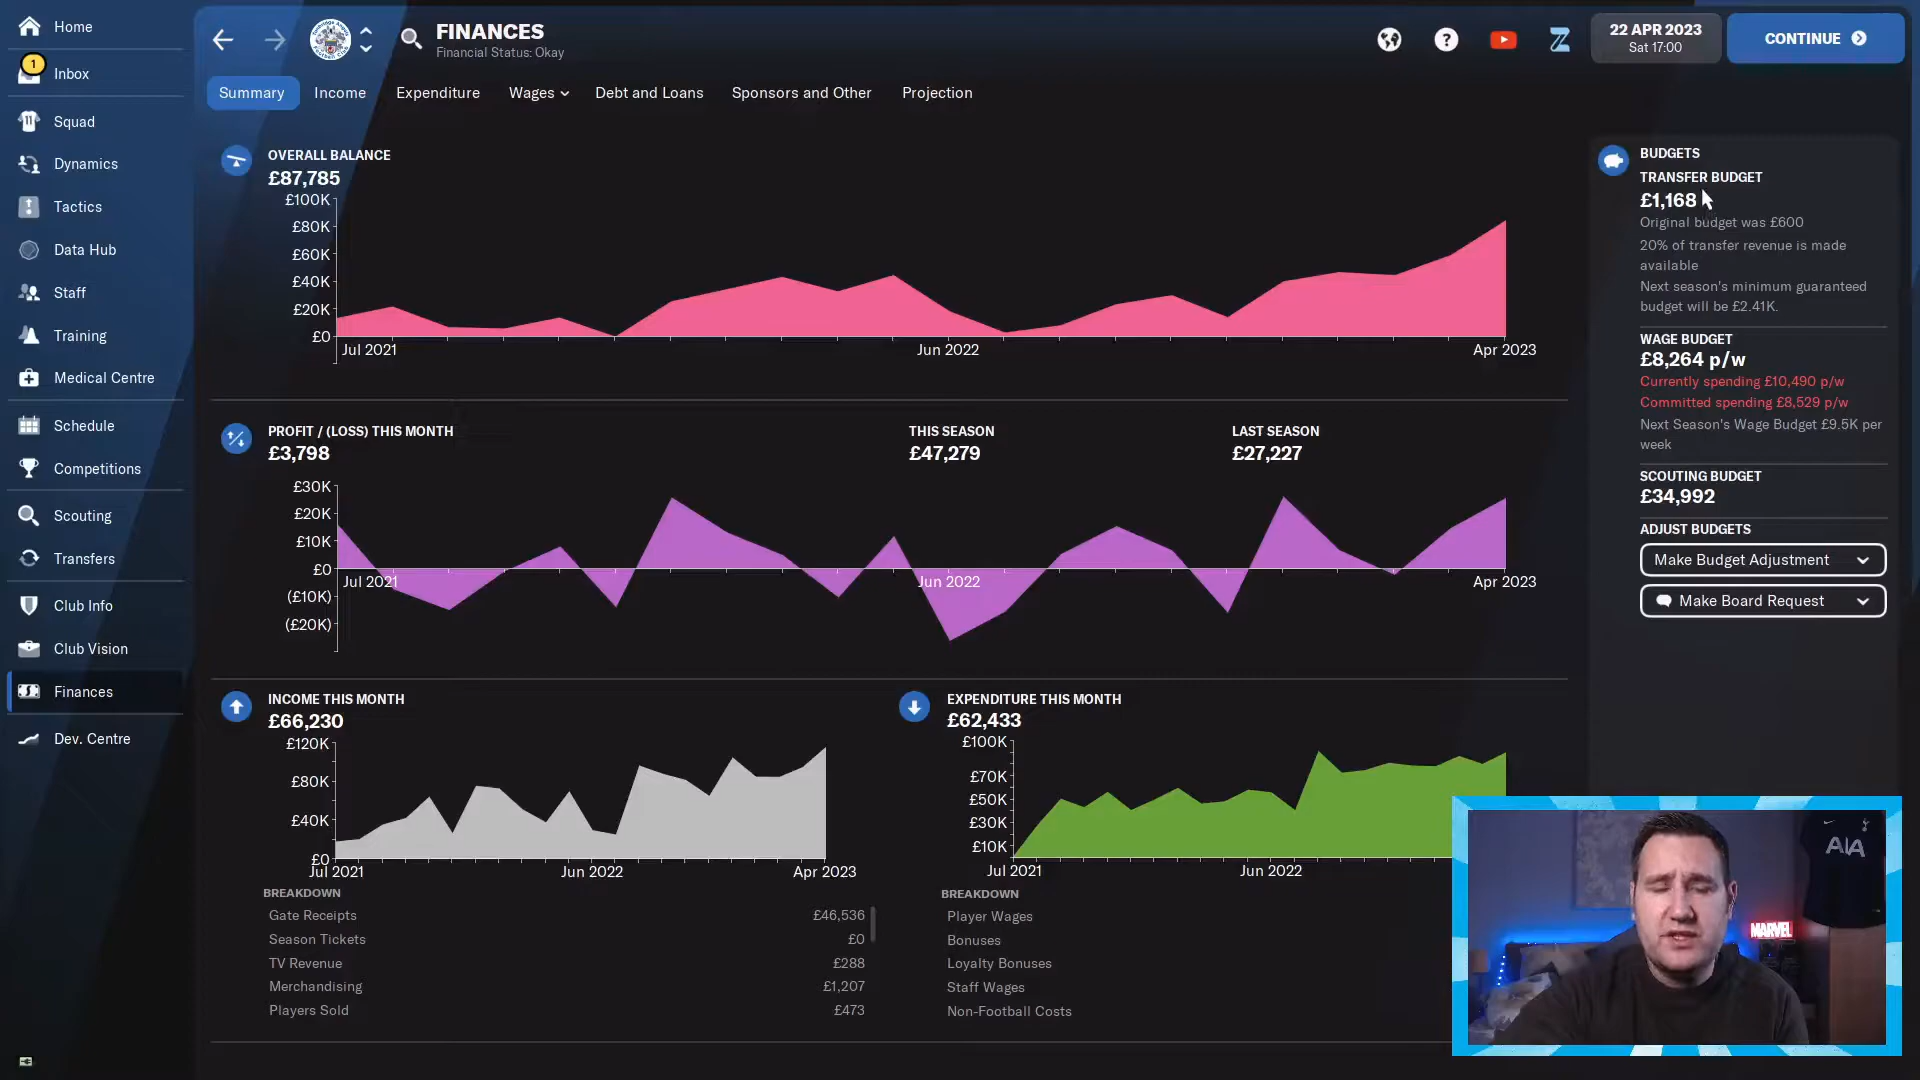 Home
1
Inbox
Squad
Dynamics
Tactics
Data Hub
Staff
Training
Medical Centre
Schedule
Competitions
Scouting
Transfers
Club Info
Club Vision
Finances
Dev. Centre
FINANCES
Financial Status: Okay
22 APR 2023
Sat 17:00
CONTINUE
Summary
Income
Expenditure
Wages
Debt and Loans
Sponsors and Other
Projection
OVERALL BALANCE
£87,785
£100K
£80K
£60K
£40K
£20K
£0
Jul 2021
Jun 2022
Apr 2023
PROFIT / (LOSS) THIS MONTH
£3,798
THIS SEASON
£47,279
LAST SEASON
£27,227
£30K
£20K
£10K
£0
(£10K)
(£20K)
Jul 2021
Jun 2022
Apr 2023
INCOME THIS MONTH
£66,230
£120K
£80K
£40K
£0
Jul 2021
Jun 2022
Apr 2023
BREAKDOWN
Gate Receipts £46,536
Season Tickets £0
TV Revenue £288
Merchandising £1,207
Players Sold £473
EXPENDITURE THIS MONTH
£62,433
£100K
£70K
£50K
£30K
£10K
Jul 2021
Jun 2022
BREAKDOWN
Player Wages
Bonuses
Loyalty Bonuses
Staff Wages
Non-Football Costs
BUDGETS
TRANSFER BUDGET
£1,168
Original budget was £600
20% of transfer revenue is made
available
Next season's minimum guaranteed
budget will be £2.41K.
WAGE BUDGET
£8,264 p/w
Currently spending £10,490 p/w
Committed spending £8,529 p/w
Next Season's Wage Budget £9.5K per
week
SCOUTING BUDGET
£34,992
ADJUST BUDGETS
Make Budget Adjustment
Make Board Request
AIA
MARVEL